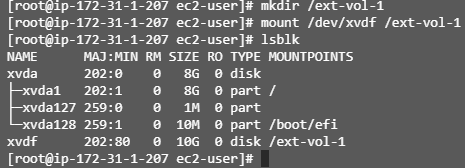 [root@ip-172-31-1-207 ec2-user]# mkdir /ext-vol-1
[root@ip-172-31-1-207 ec2-user]# mount /dev/xvdf /ext-vol-1
[root@ip-172-31-1-207 ec2-user]# lsblk
NAME     MAJ:MIN RM SIZE RO TYPE MOUNTPOINTS
xvda     202:0    0   8G  0 disk
├─xvda1  202:1    0   8G  0 part /
├─xvda127 259:0   0   1M  0 part
└─xvda128 259:1   0  10M  0 part /boot/efi
xvdf     202:80   0  10G  0 disk /ext-vol-1
[root@ip-172-31-1-207 ec2-user]#